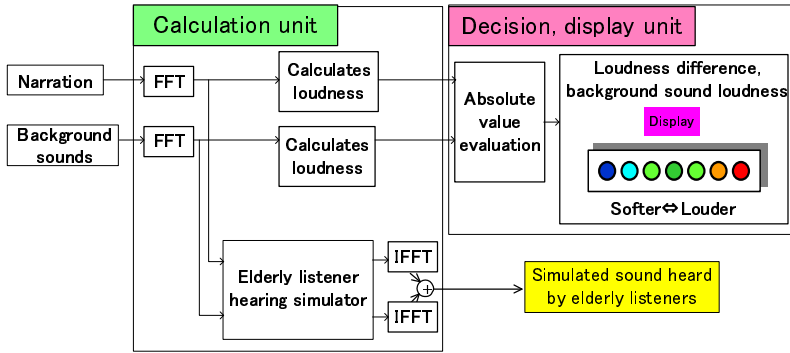 Calculation unit
Decision, display unit
Narration
FFT
Calculates
loudness
Background
sounds
FFT
Calculates
loudness
Absolute
value
evaluation
Loudness difference,
background sound loudness
Display
Softer⇔Louder
Elderly listener
hearing simulator
IFFT
IFFT
Simulated sound heard
by elderly listeners